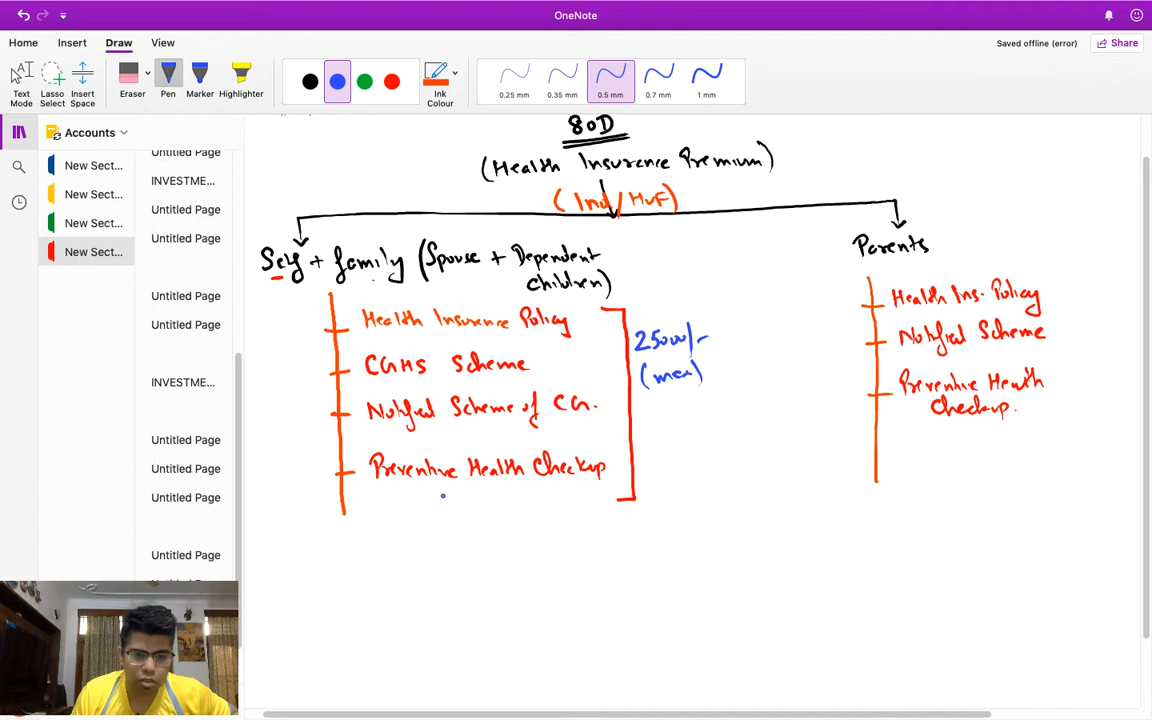 OneNote
Home Insert Draw View
Saved offline (error)
Share
Text Mode
Lasso Select
Insert Space
Eraser
Pen
Marker
Highlighter
Ink Colour
0.25 mm
0.35 mm
0.5 mm
0.7 mm
1 mm
Accounts
New Sect...
New Sect...
New Sect...
New Sect...
Untitled Page
INVESTME...
Untitled Page
Untitled Page
Untitled Page
Untitled Page
INVESTME...
Untitled Page
Untitled Page
Untitled Page
Untitled Page
80D
(Health Insurance Premium)
(Ind/HUF)
Self + family (Spouse + Dependent
children)
Health Insurance Policy
CGHS Scheme
Notified Scheme of CG.
Preventive Health Checkup
25000/-
(max)
Parents
Health Ins. Policy
Notified Scheme
Preventive Health
Checkup.